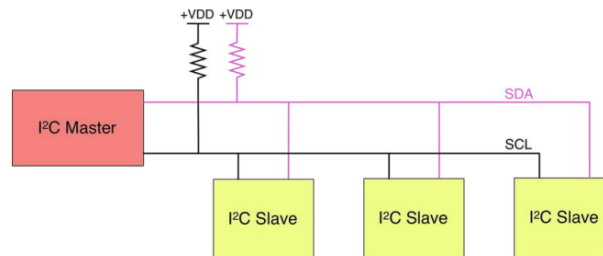 +VDD +VDD
SDA
I²C Master
SCL
I²C Slave
I²C Slave
I²C Slave